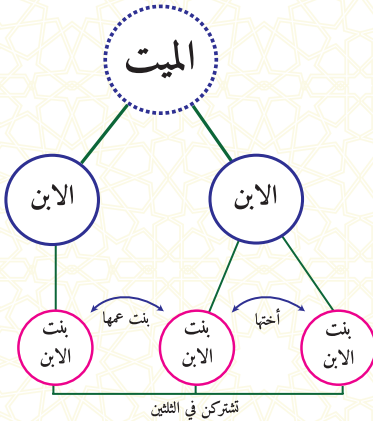 الميت
الابن
الابن
أختها
بنت عمها
بنت
الابن
بنت
الابن
بنت
الابن
تشتركن في الثلثين